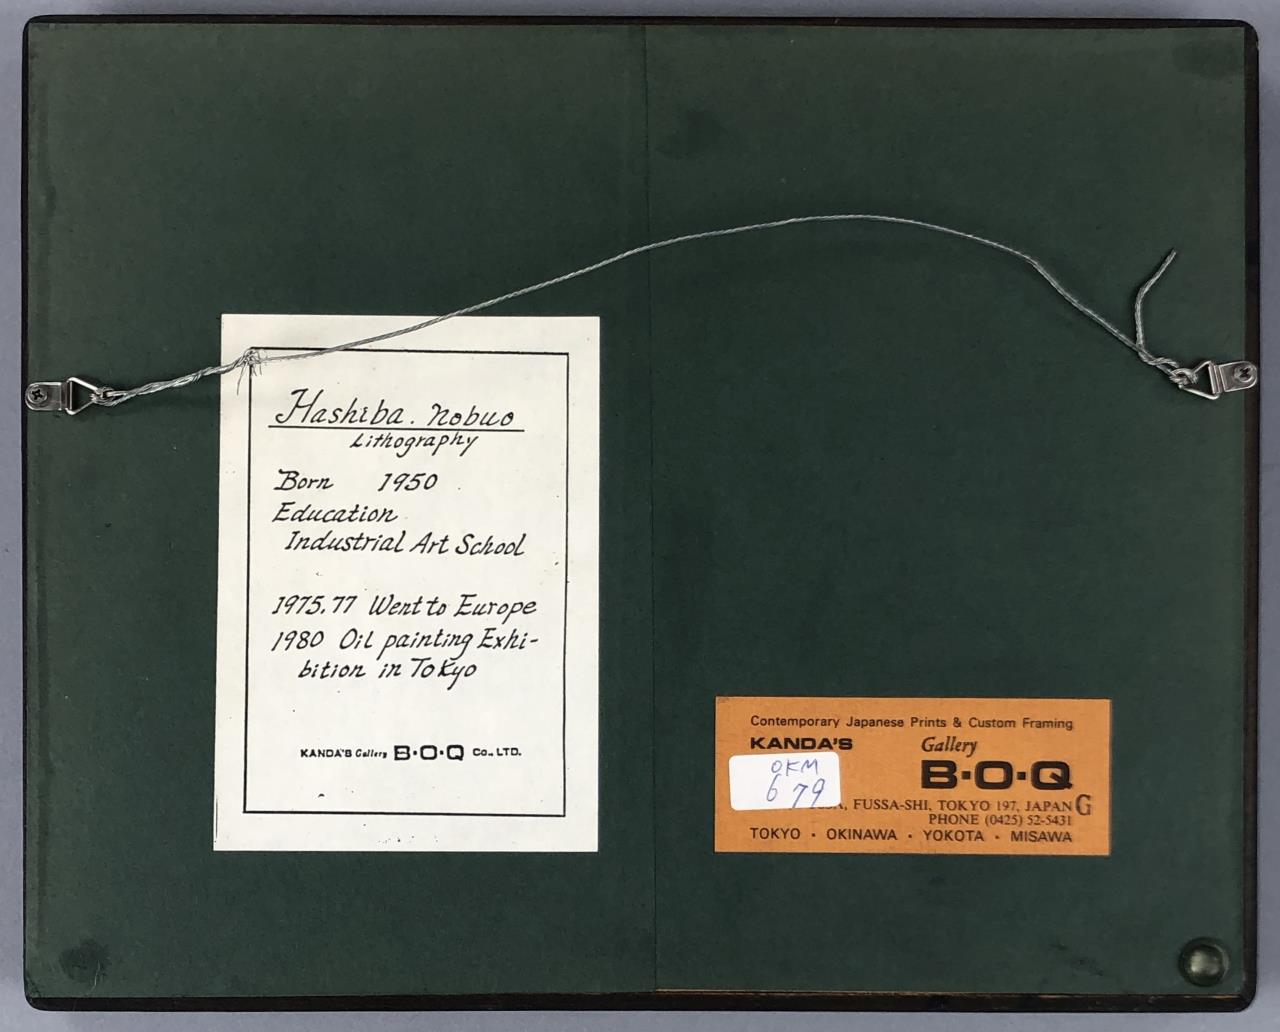 Hashiba. Nobuo
Lithography
Born 1950
Education
Industrial Art School
1975.77 Went to Europe
1980 Oil painting Exhi-
bition in Tokyo
KANDA'S Gallery B·O·Q Co., LTD.
Contemporary Japanese Prints & Custom Framing
KANDA'S Gallery
B·O·Q
OKM
679
FUSSA-SHI, TOKYO 197, JAPAN G
PHONE (0425) 52-5431
TOKYO · OKINAWA · YOKOTA · MISAWA